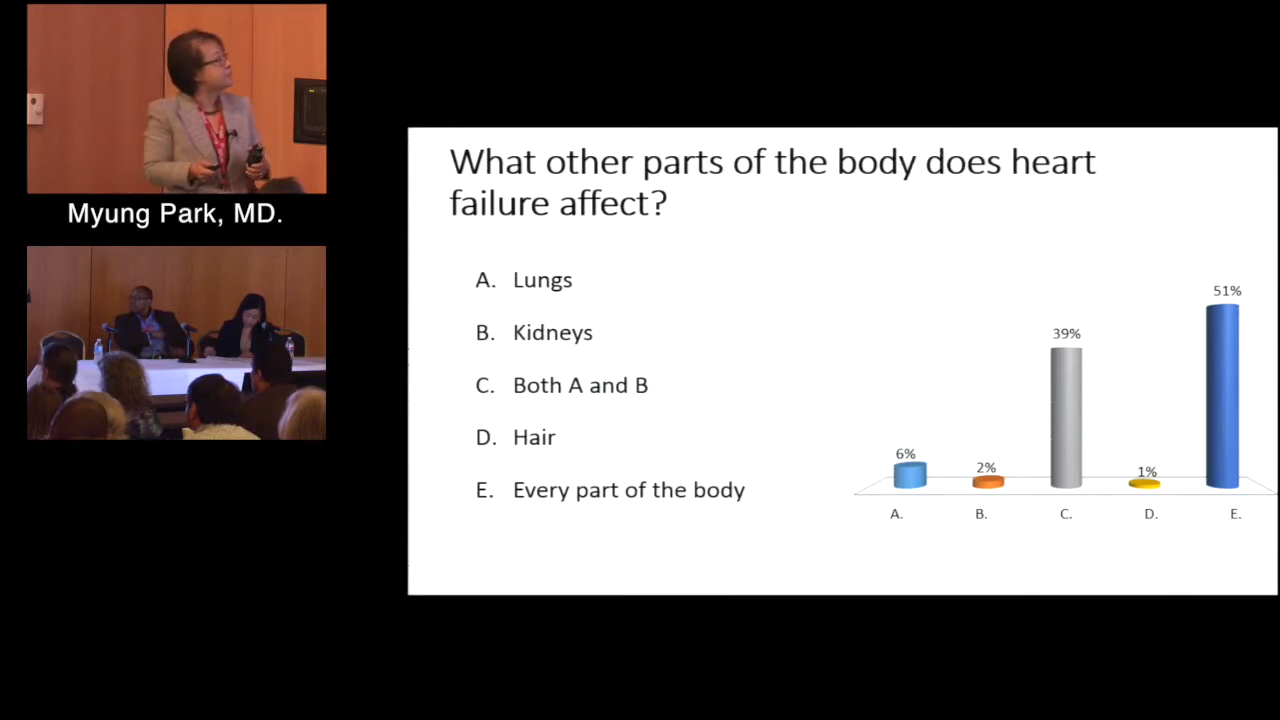 Myung Park, MD.
What other parts of the body does heart
failure affect?
A. Lungs
B. Kidneys
C. Both A and B
D. Hair
E. Every part of the body
6%
2%
39%
1%
51%
A.
B.
C.
D.
E.